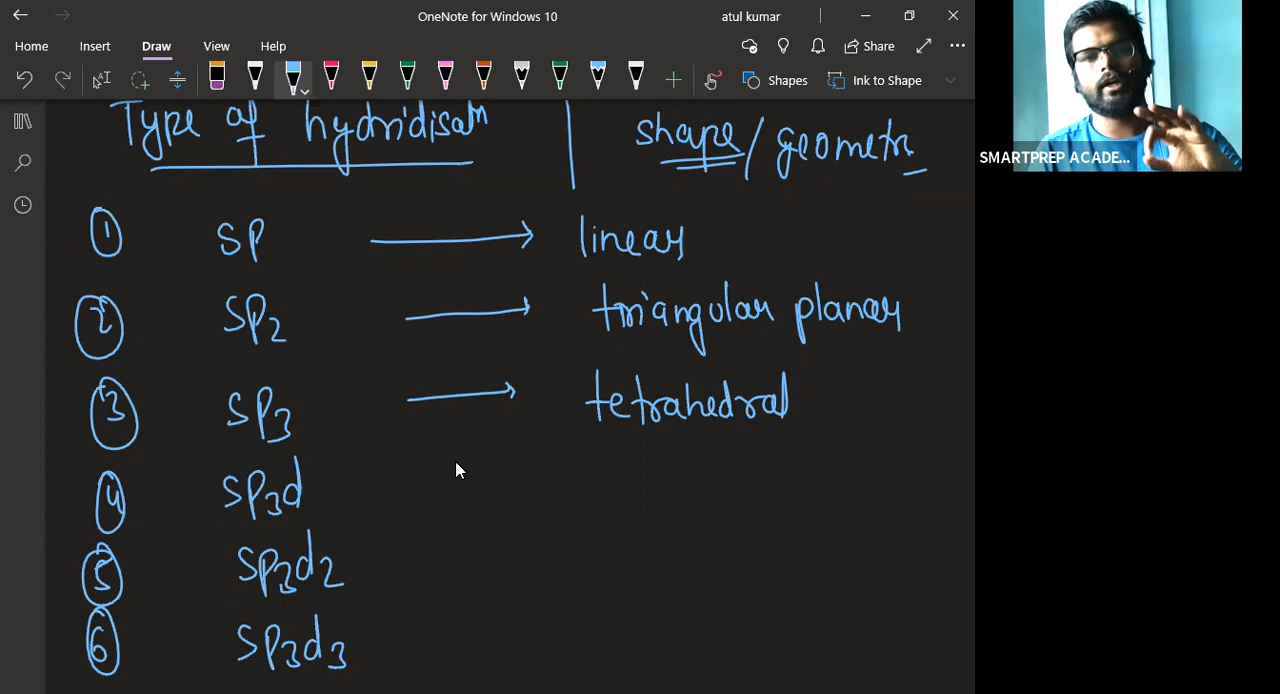 OneNote for Windows 10
atul kumar
Home Insert Draw View Help
Share
Shapes Ink to Shape
SMARTPREP ACADE...
Type of hydridisatn shape/geometr
1 sp linear
2 sp2 triangular planar
3 sp3 tetrahedral
4 sp3d
5 sp3d2
6 sp3d3